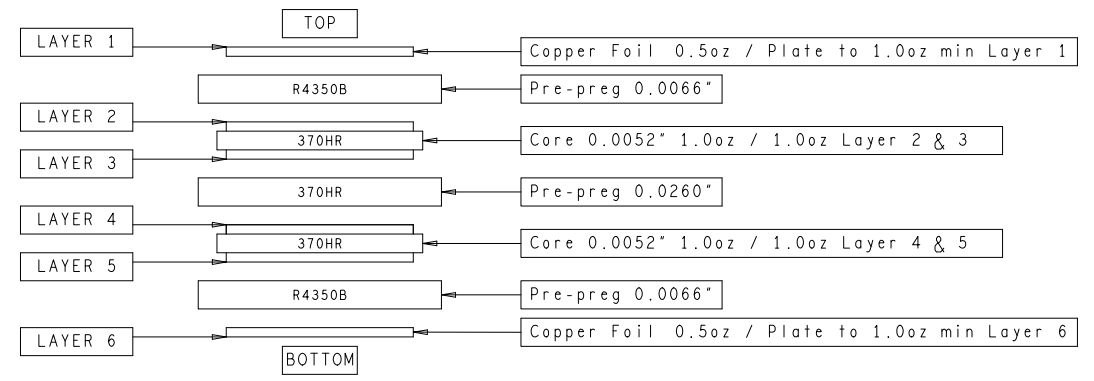 TOP
LAYER 1
Copper Foil 0.5oz / Plate to 1.0oz min Layer 1
R4350B
Pre-preg 0.0066"
LAYER 2
370HR
Core 0.0052" 1.0oz / 1.0oz Layer 2 & 3
LAYER 3
370HR
Pre-preg 0.0260"
LAYER 4
370HR
Core 0.0052" 1.0oz / 1.0oz Layer 4 & 5
LAYER 5
R4350B
Pre-preg 0.0066"
LAYER 6
Copper Foil 0.5oz / Plate to 1.0oz min Layer 6
BOTTOM